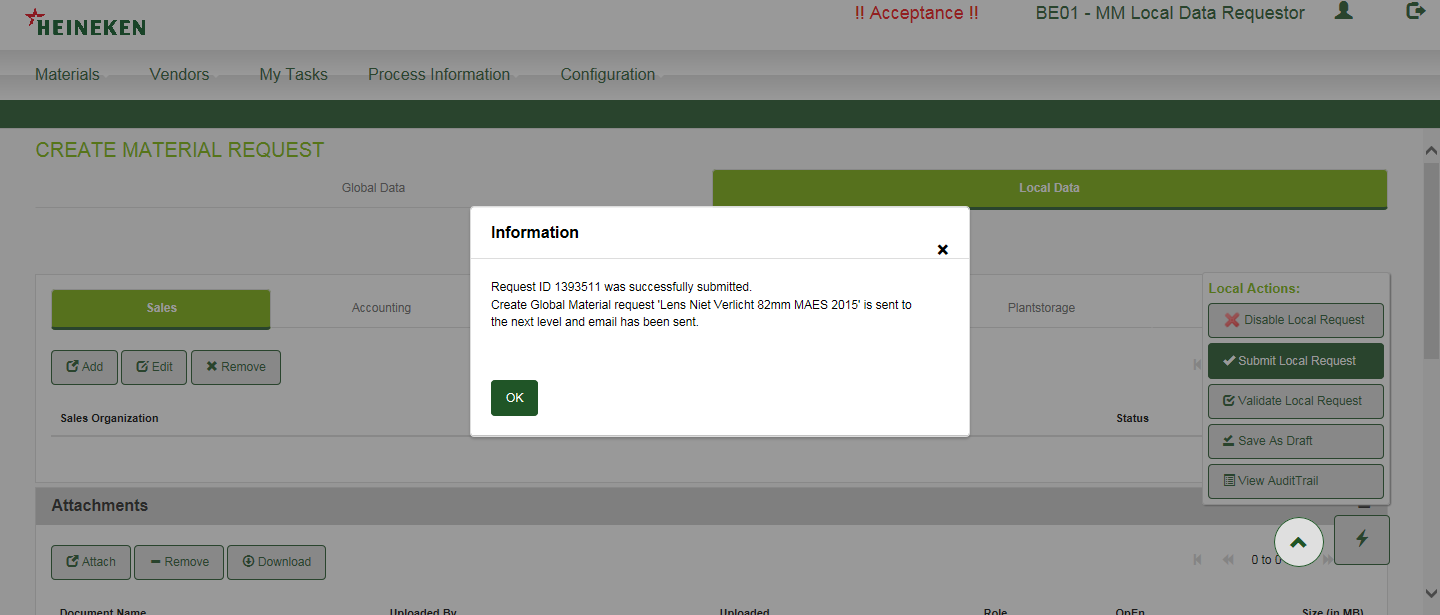 HEINEKEN
!! Acceptance !!
BE01 - MM Local Data Requestor
Materials
Vendors
My Tasks
Process Information
Configuration
CREATE MATERIAL REQUEST
Global Data
Local Data
Information
Request ID 1393511 was successfully submitted.
Create Global Material request 'Lens Niet Verlicht 82mm MAES 2015' is sent to
the next level and email has been sent.
OK
Sales
Accounting
Plantstorage
Add
Edit
Remove
Sales Organization
Status
Local Actions:
Disable Local Request
Submit Local Request
Validate Local Request
Save As Draft
View AuditTrail
Attachments
Attach
Remove
Download
0 to 0
Document Name
Uploaded By
Uploaded
Role
OpEn
Size (in MB)